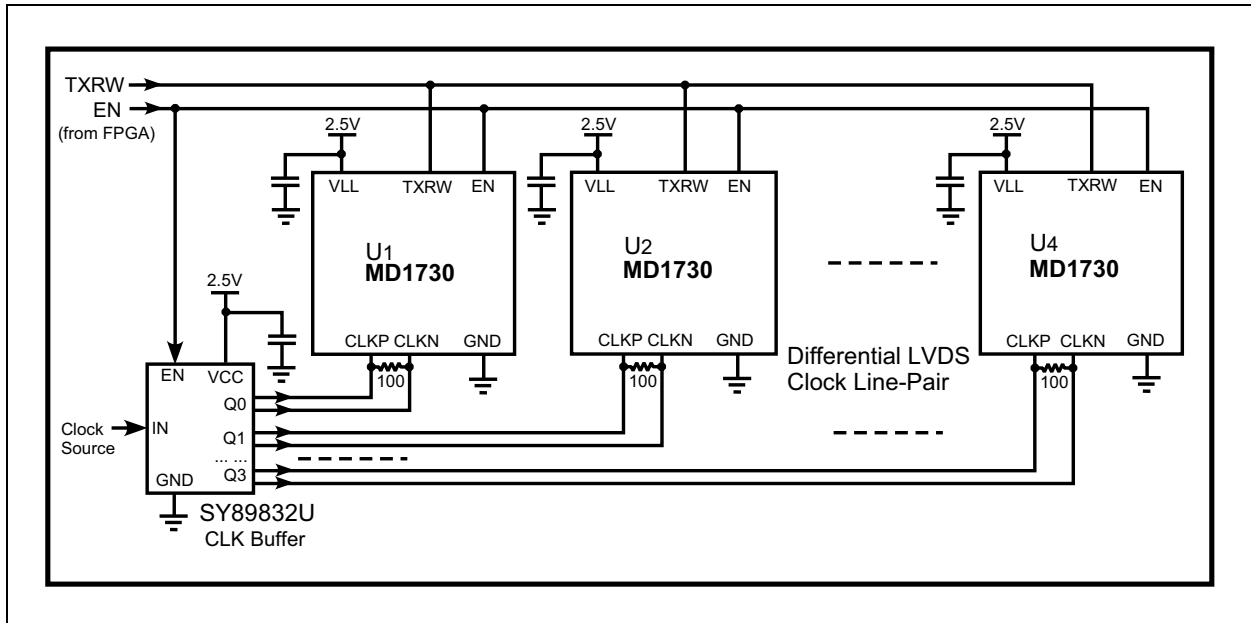 TXRW
EN
(from FPGA)
2.5V
2.5V
2.5V
VLL TXRW EN
VLL TXRW EN
VLL TXRW EN
U1
MD1730
U2
MD1730
U4
MD1730
2.5V
CLKP CLKN GND
100
CLKP CLKN GND
100
Differential LVDS
Clock Line-Pair
CLKP CLKN GND
100
EN VCC
Q0
Clock
Source
IN
Q1
... ...
Q3
GND
SY89832U
CLK Buffer